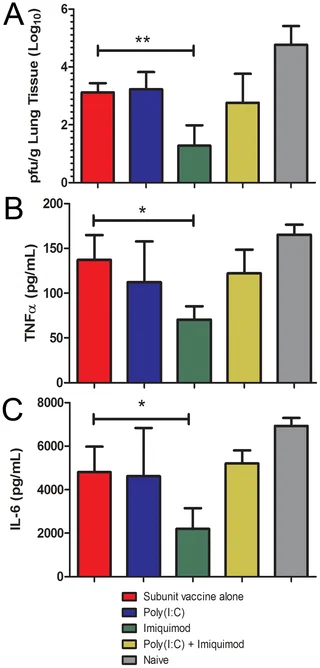 A
pfu/g Lung Tissue (Log10)
6
4
2
0
**
B
TNFα (pg/mL)
200
150
100
50
0
*
C
IL-6 (pg/mL)
8000
6000
4000
2000
0
*
Subunit vaccine alone
Poly(I:C)
Imiquimod
Poly(I:C) + Imiquimod
Naive